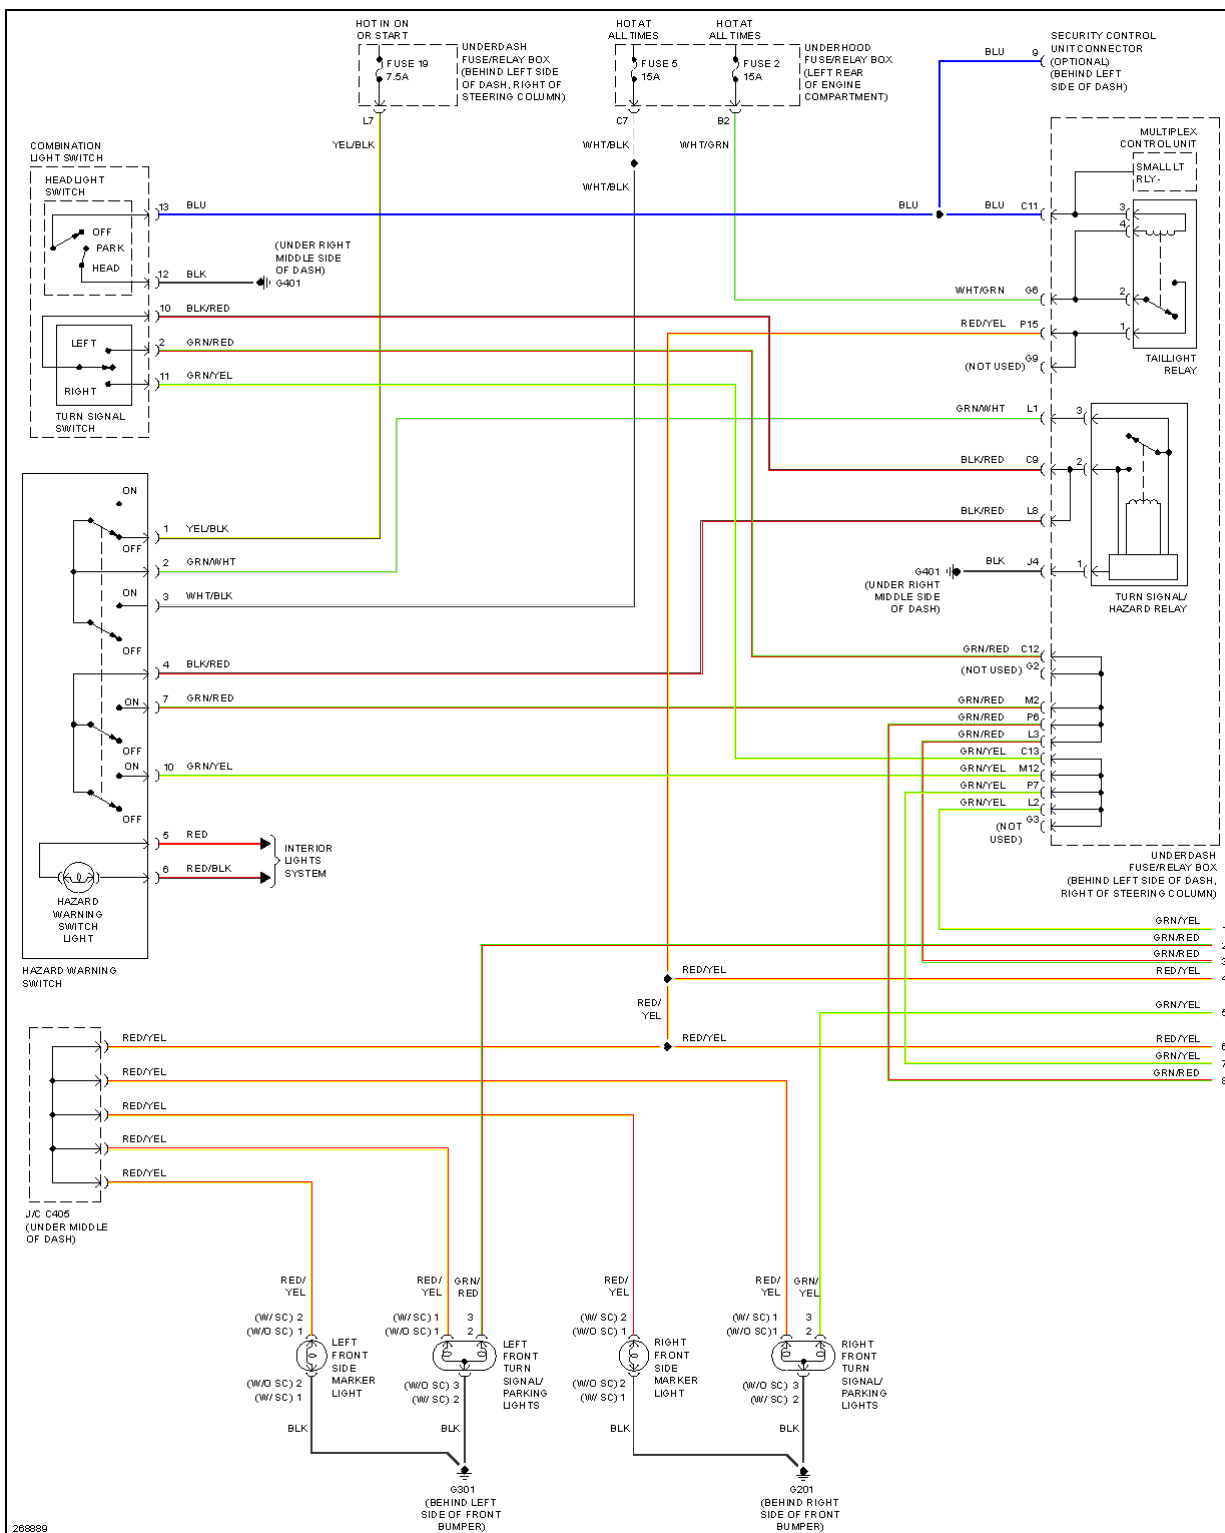 HOT IN ON
OR START
FUSE 19
7.5A
UNDERDASH
FUSE/RELAY BOX
(BEHIND LEFT SIDE
OF DASH, RIGHT OF
STEERING COLUMN)
L7
YEL/BLK
HOT AT
ALL TIMES
HOT AT
ALL TIMES
FUSE 5
15A
FUSE 2
15A
UNDERHOOD
FUSE/RELAY BOX
(LEFT REAR
OF ENGINE
COMPARTMENT)
C7
B2
WHT/BLK
WHT/GRN
WHT/BLK
BLU
9
SECURITY CONTROL
UNIT CONNECTOR
(OPTIONAL)
(BEHIND LEFT
SIDE OF DASH)
COMBINATION
LIGHT SWITCH
HEADLIGHT
SWITCH
OFF
PARK
HEAD
13
BLU
BLU
BLU
C11
12
BLK
(UNDER RIGHT
MIDDLE SIDE
OF DASH)
G401
10
BLK/RED
2
GRN/RED
11
GRN/YEL
LEFT
RIGHT
TURN SIGNAL
SWITCH
MULTIPLEX
CONTROL UNIT
SMALL LT
RLY-
3
4
2
1
WHT/GRN
G6
RED/YEL
P15
(NOT USED)
G9
TAILLIGHT
RELAY
GRN/WHT
L1
3
BLK/RED
C9
2
BLK/RED
L8
G401
BLK
J4
1
(UNDER RIGHT
MIDDLE SIDE
OF DASH)
TURN SIGNAL/
HAZARD RELAY
ON
OFF
1
YEL/BLK
2
GRN/WHT
ON
3
WHT/BLK
OFF
4
BLK/RED
ON
7
GRN/RED
OFF
ON
10
GRN/YEL
OFF
5
RED
6
RED/BLK
INTERIOR
LIGHTS
SYSTEM
HAZARD
WARNING
SWITCH
LIGHT
HAZARD WARNING
SWITCH
GRN/RED
C12
(NOT USED)
G2
GRN/RED
M2
GRN/RED
P6
GRN/RED
L3
GRN/YEL
C13
GRN/YEL
M12
GRN/YEL
P7
GRN/YEL
L2
(NOT
USED)
G3
UNDERDASH
FUSE/RELAY BOX
(BEHIND LEFT SIDE OF DASH,
RIGHT OF STEERING COLUMN)
GRN/YEL
1
GRN/RED
2
GRN/RED
3
RED/YEL
RED/YEL
4
RED/
YEL
GRN/YEL
5
RED/YEL
RED/YEL
6
GRN/YEL
7
GRN/RED
8
RED/YEL
RED/YEL
RED/YEL
RED/YEL
RED/YEL
J/C C405
(UNDER MIDDLE
OF DASH)
RED/
YEL
RED/
YEL
GRN/
RED
RED/
YEL
RED/
YEL
GRN/
YEL
(W/ SC) 2
(W/O SC) 1
(W/ SC) 1
(W/O SC) 1
3
2
(W/ SC) 2
(W/O SC) 1
(W/ SC) 1
(W/O SC) 1
3
2
LEFT
FRONT
SIDE
MARKER
LIGHT
LEFT
FRONT
TURN
SIGNAL/
PARKING
LIGHTS
RIGHT
FRONT
SIDE
MARKER
LIGHT
RIGHT
FRONT
TURN
SIGNAL/
PARKING
LIGHTS
(W/O SC) 2
(W/ SC) 1
(W/O SC) 3
(W/ SC) 2
(W/O SC) 2
(W/ SC) 1
(W/O SC) 3
(W/ SC) 2
BLK
BLK
BLK
BLK
G301
(BEHIND LEFT
SIDE OF FRONT
BUMPER)
G201
(BEHIND RIGHT
SIDE OF FRONT
BUMPER)
268889